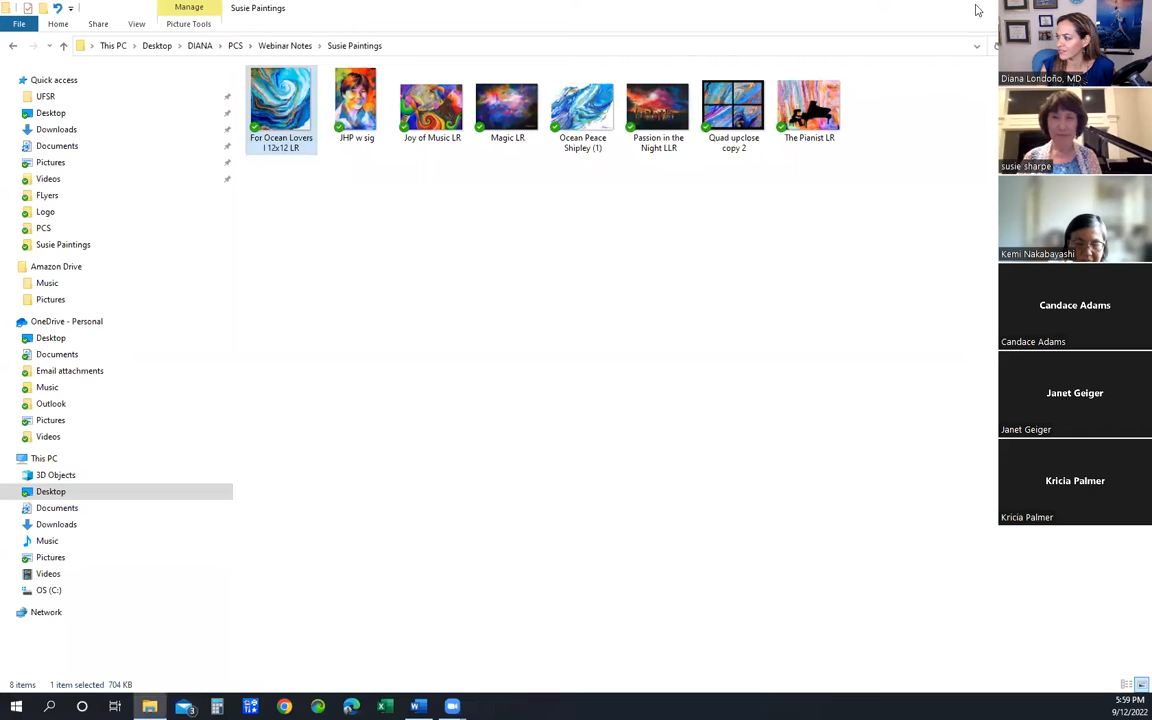 Manage
Susie Paintings
File
Home
Share
View
Picture Tools
This PC
Desktop
DIANA
PCS
Webinar Notes
Susie Paintings
Quick access
UFSR
Desktop
Downloads
Documents
Pictures
Videos
FLyers
Logo
PCS
Susie Paintings
Amazon Drive
Music
Pictures
OneDrive - Personal
Desktop
Documents
Email attachments
Music
Outlook
Pictures
Videos
This PC
3D Objects
Desktop
Documents
Downloads
Music
Pictures
Videos
OS (C:)
Network
For Ocean Lovers
I 12x12 LR
JHP w sig
Joy of Music LR
Magic LR
Ocean Peace
Shipley (1)
Passion in the
Night LLR
Quad upclose
copy 2
The Pianist LR
Diana Londoño, MD
susie sharpe
Kemi Nakabayashi
Candace Adams
Candace Adams
Janet Geiger
Janet Geiger
Kricia Palmer
Kricia Palmer
8 items
1 item selected 704 KB
5:59 PM
9/12/2022